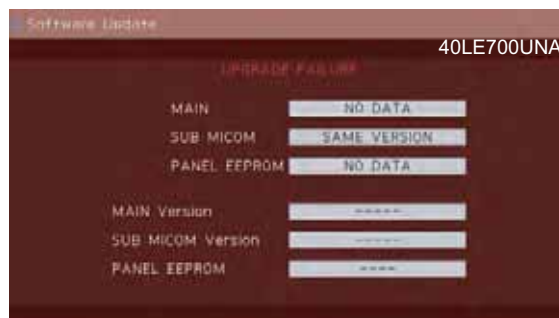 Software Update
40LE700UNA
UPGRADE FAILURE
MAIN NO DATA
SUB MICOM SAME VERSION
PANEL EEPROM NO DATA
MAIN Version -----
SUB MICOM Version -----
PANEL EEPROM ----